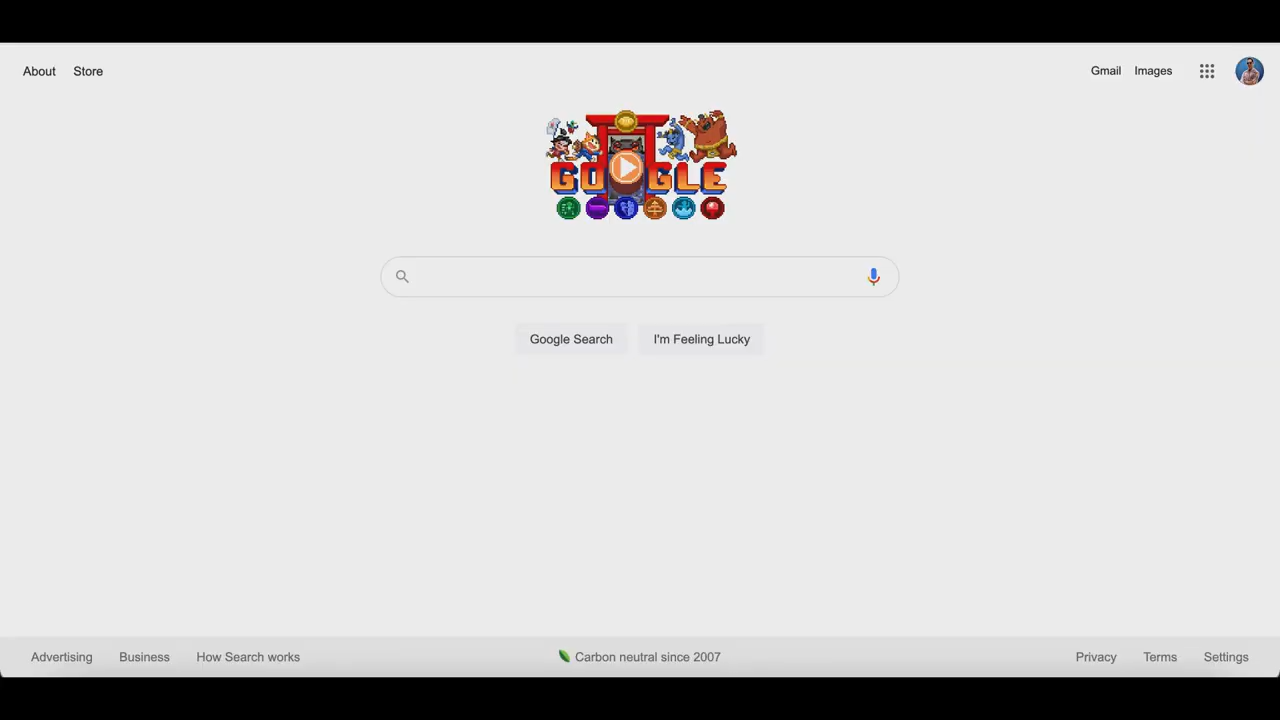 About Store
Gmail Images
GOOGLE
Google Search I'm Feeling Lucky
Advertising Business How Search works
Carbon neutral since 2007
Privacy Terms Settings